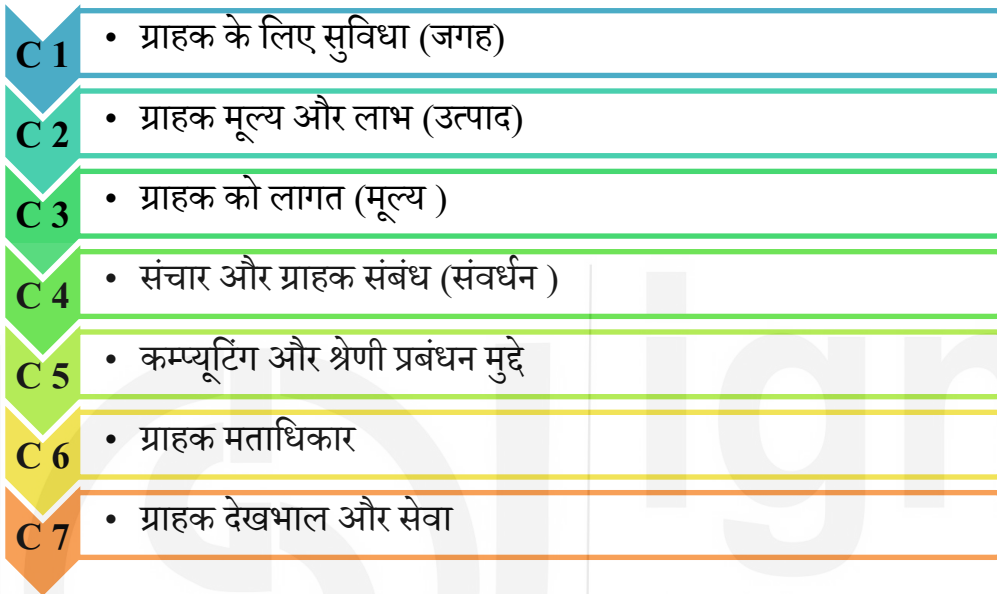 C 1 • ग्राहक के लिए सुविधा (जगह)
C 2 • ग्राहक मूल्य और लाभ (उत्पाद)
C 3 • ग्राहक को लागत (मूल्य )
C 4 • संचार और ग्राहक संबंध (संवर्धन )
C 5 • कम्प्यूटिंग और श्रेणी प्रबंधन मुद्दे
C 6 • ग्राहक मताधिकार
C 7 • ग्राहक देखभाल और सेवा